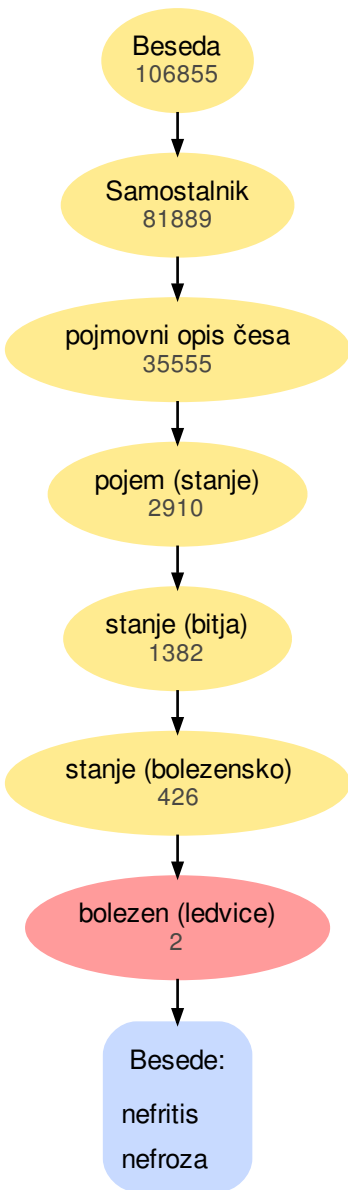 Beseda
106855
Samostalnik
81889
pojmovni opis česa
35555
pojem (stanje)
2910
stanje (bitja)
1382
stanje (bolezensko)
426
bolezen (ledvice)
2
Besede:
nefritis
nefroza